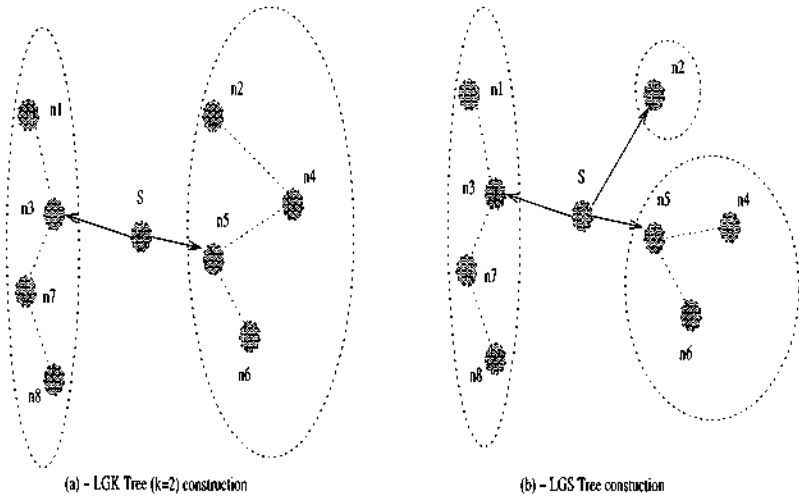 n1
n2
n3
S
n4
n5
n7
n6
n8
(a) – LGK Tree (k=2) construction
n1
n2
n3
S
n5
n4
n7
n6
n8
(b) – LGS Tree constuction